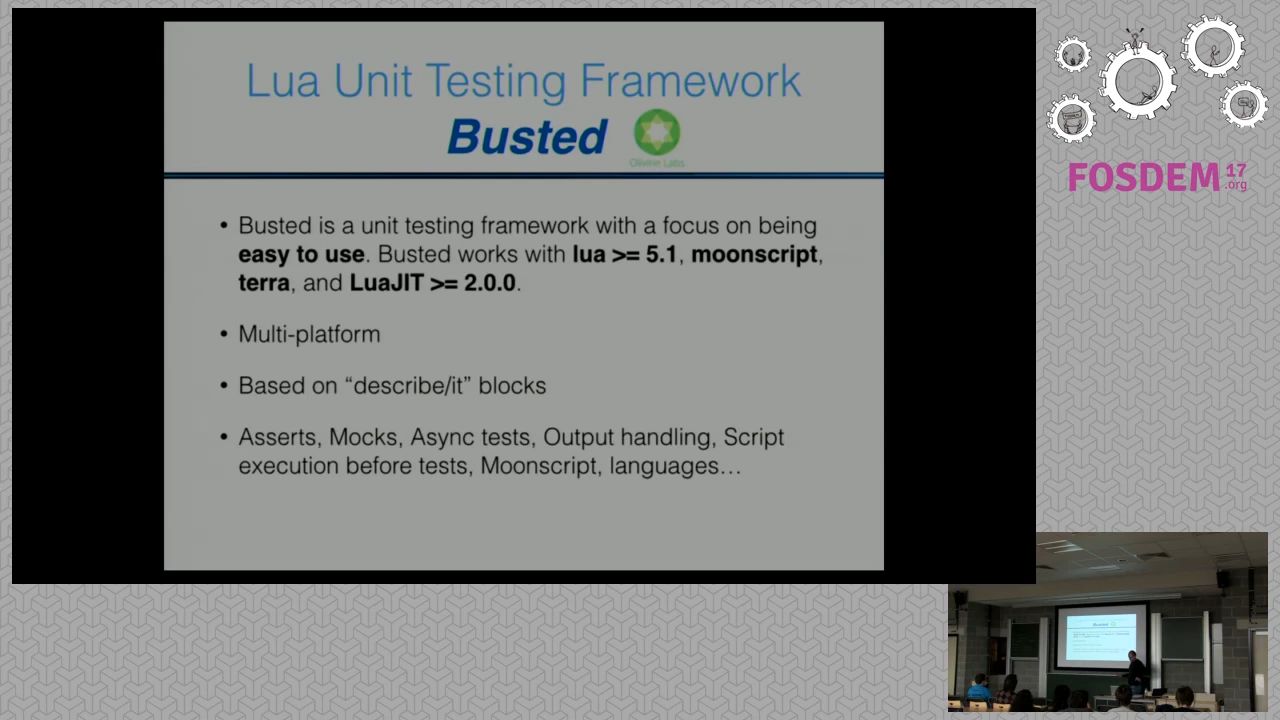 Lua Unit Testing Framework
Busted
Olivine Labs
• Busted is a unit testing framework with a focus on being
easy to use. Busted works with lua >= 5.1, moonscript,
terra, and LuaJIT >= 2.0.0.
• Multi-platform
• Based on “describe/it” blocks
• Asserts, Mocks, Async tests, Output handling, Script
execution before tests, Moonscript, languages…
FOSDEM 17
.org
Busted